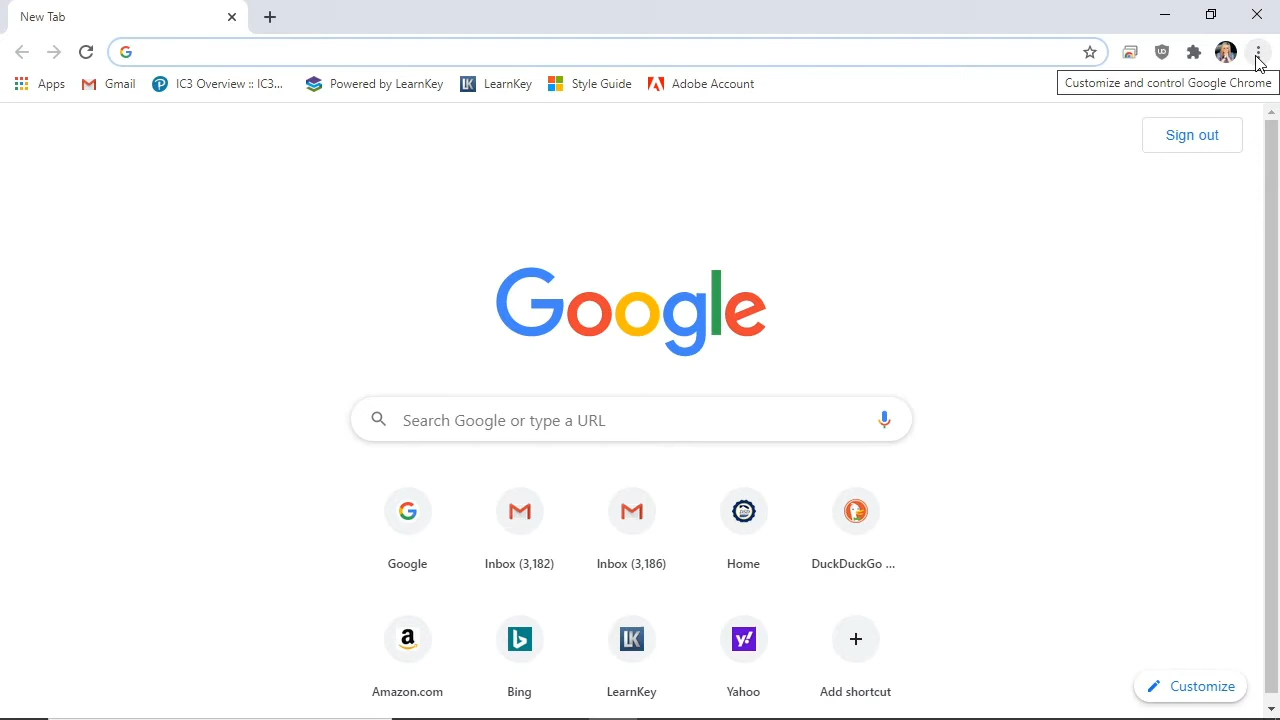 New Tab
Apps Gmail IC3 Overview :: IC3... Powered by LearnKey LearnKey Style Guide Adobe Account
Customize and control Google Chrome
Sign out
Google
Search Google or type a URL
Google Inbox (3,182) Inbox (3,186) Home DuckDuckGo ...
Amazon.com Bing LearnKey Yahoo Add shortcut
Customize